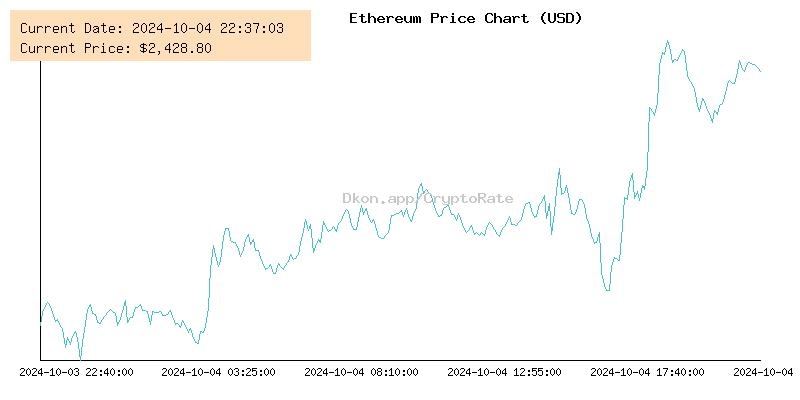 Ethereum Price Chart (USD)
Current Date: 2024-10-04 22:37:03
Current Price: $2,428.80
Dkon.app/CryptoRate
2024-10-03 22:40:00 2024-10-04 03:25:00 2024-10-04 08:10:00 2024-10-04 12:55:00 2024-10-04 17:40:00 2024-10-04